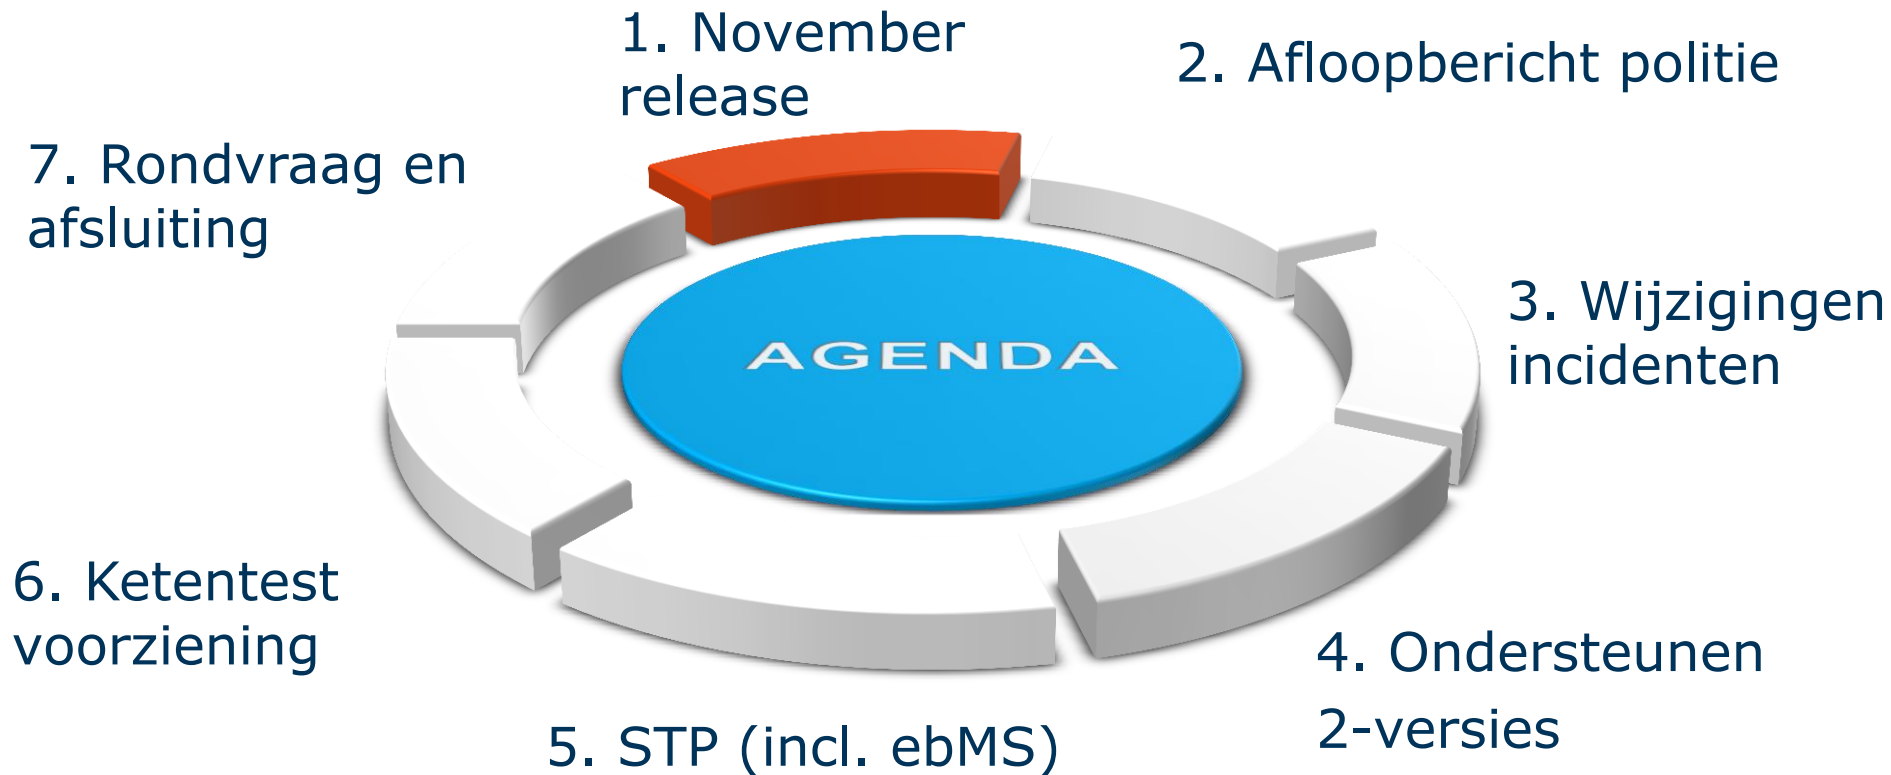 1. November
release
2. Afloopbericht politie
3. Wijzigingen
incidenten
4. Ondersteunen
2-versies
5. STP (incl. ebMS)
6. Ketentest
voorziening
7. Rondvraag en
afsluiting
AGENDA